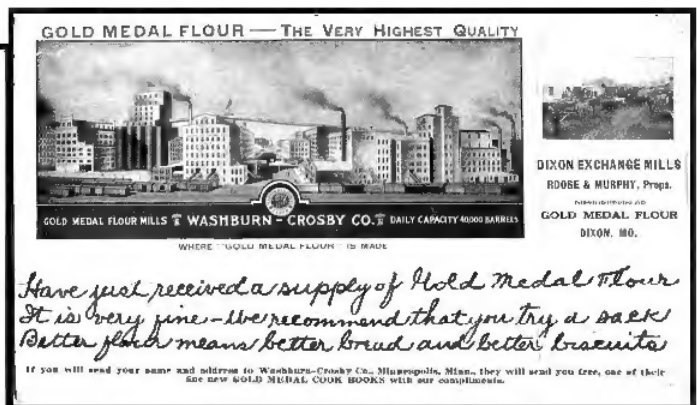 GOLD MEDAL FLOUR — THE VERY HIGHEST QUALITY
GOLD MEDAL FLOUR MILLS WASHBURN - CROSBY CO. DAILY CAPACITY 40,000 BARRELS
WHERE "GOLD MEDAL FLOUR" IS MADE
DIXON EXCHANGE MILLS
ROOSE & MURPHY, Props.
GOLD MEDAL FLOUR
DIXON, MO.
Have just received a supply of Gold Medal Flour
It is very fine - We recommend that you try a sack
Better flour means better bread and better biscuits
If you will send your name and address to Washburn-Crosby Co., Minneapolis, Minn., they will send you free, one of their
fine new GOLD MEDAL COOK BOOKS with our compliments.